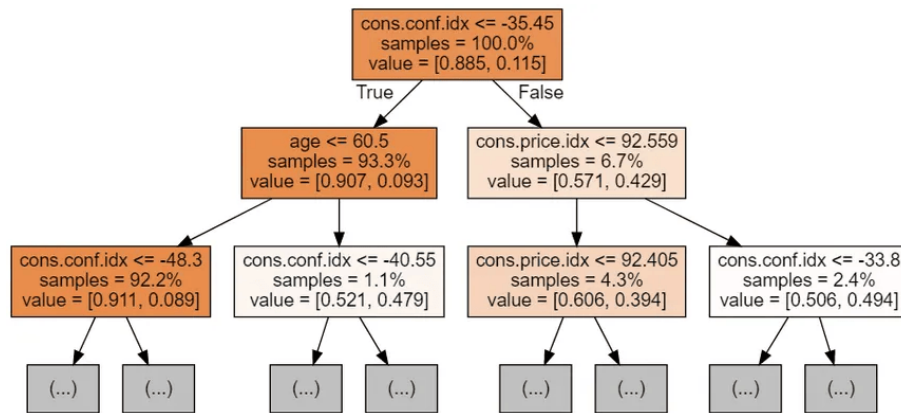 cons.conf.idx <= -35.45
samples = 100.0%
value = [0.885, 0.115]
True
False
age <= 60.5
samples = 93.3%
value = [0.907, 0.093]
cons.price.idx <= 92.559
samples = 6.7%
value = [0.571, 0.429]
cons.conf.idx <= -48.3
samples = 92.2%
value = [0.911, 0.089]
cons.conf.idx <= -40.55
samples = 1.1%
value = [0.521, 0.479]
cons.price.idx <= 92.405
samples = 4.3%
value = [0.606, 0.394]
cons.conf.idx <= -33.8
samples = 2.4%
value = [0.506, 0.494]
(...)
(...)
(...)
(...)
(...)
(...)
(...)
(...)